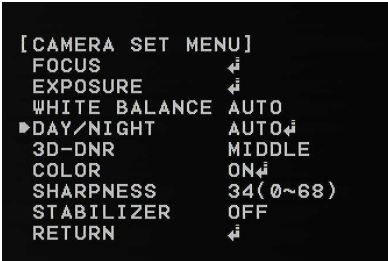 [CAMERA SET MENU]
FOCUS ↲
EXPOSURE ↲
WHITE BALANCE AUTO
▶DAY/NIGHT AUTO↲
3D-DNR MIDDLE
COLOR ON↲
SHARPNESS 34(0~68)
STABILIZER OFF
RETURN ↲